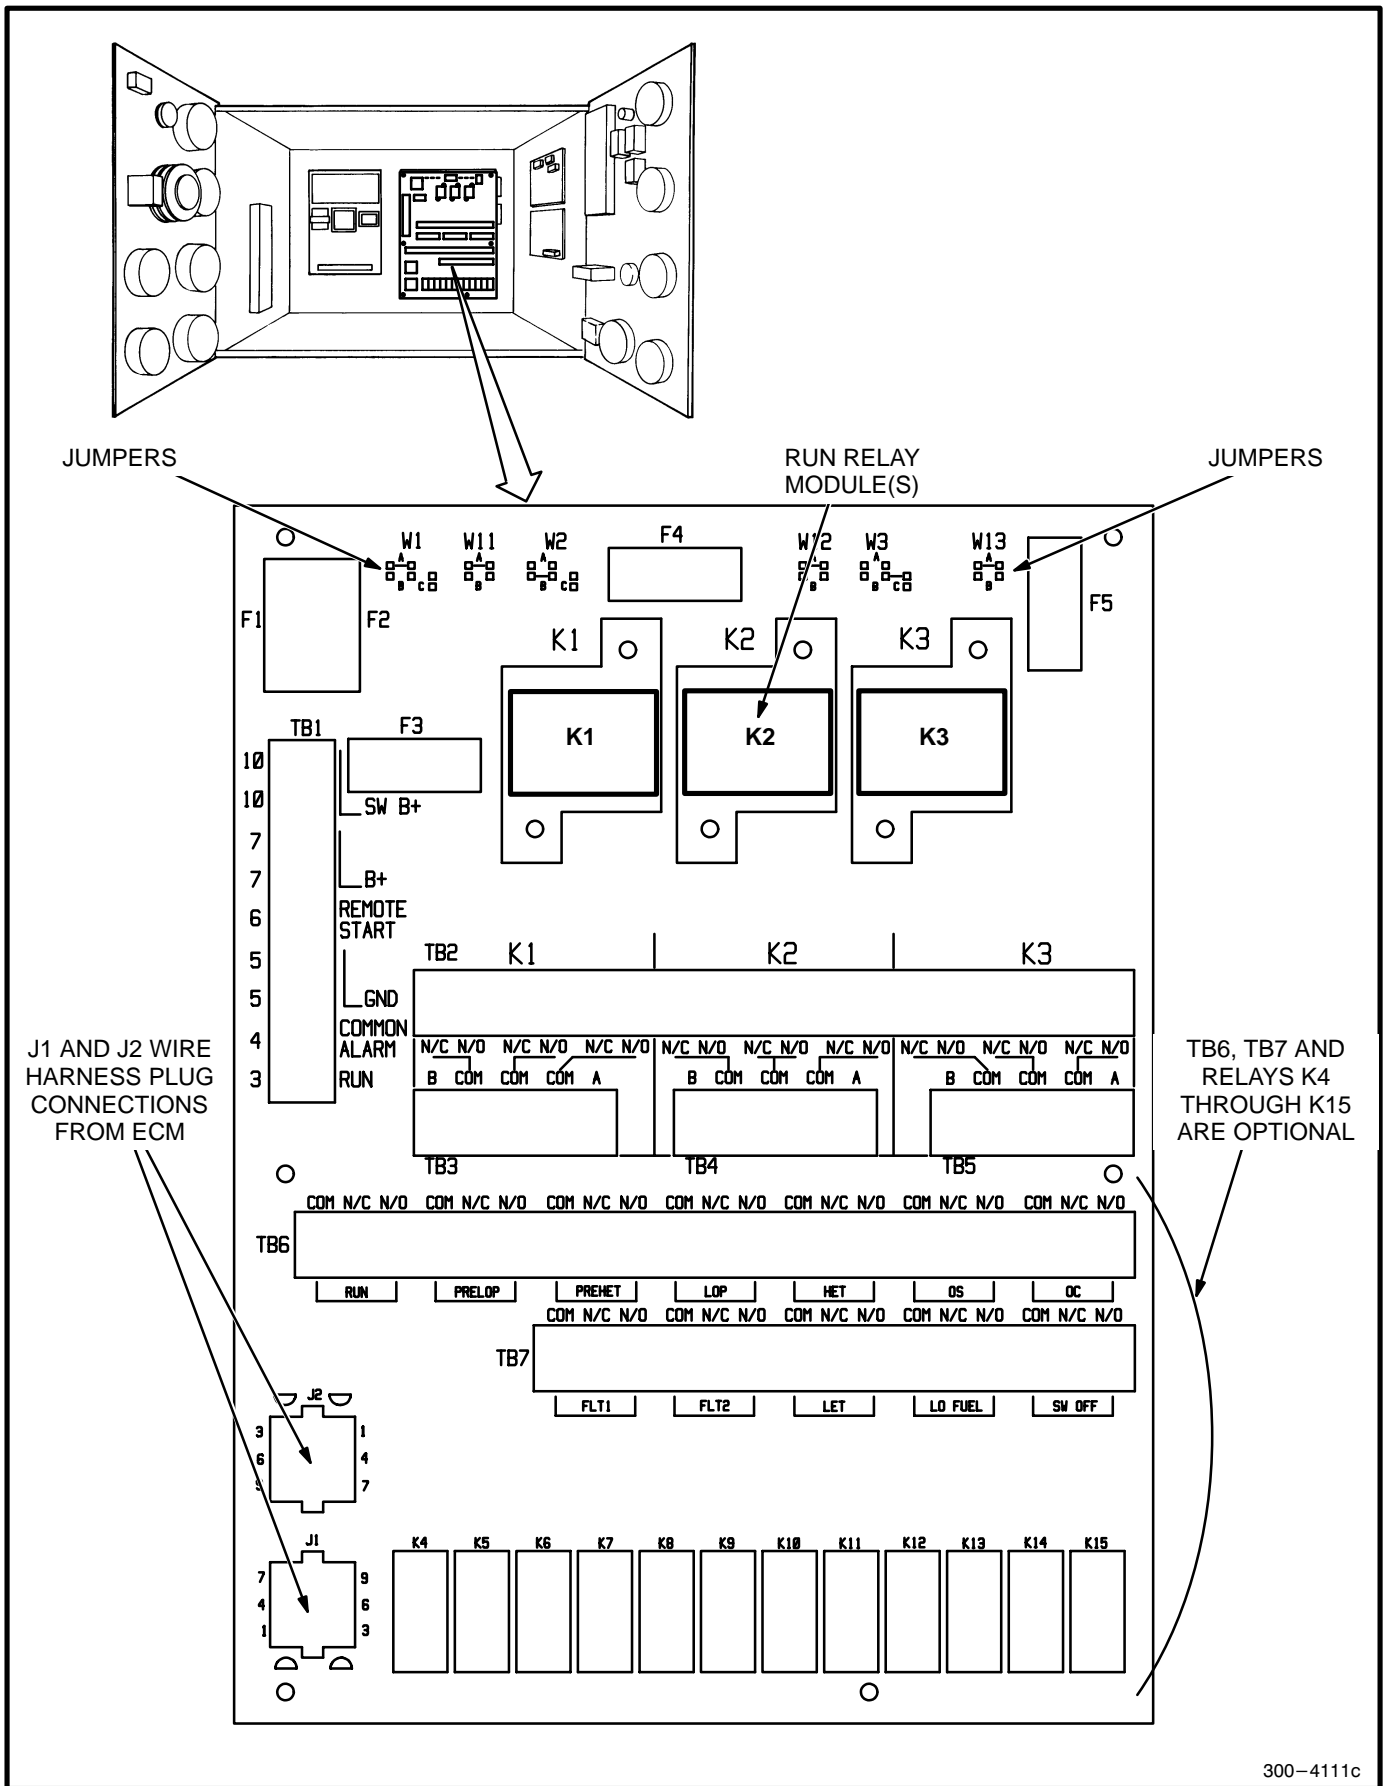 JUMPERS
RUN RELAY
MODULE(S)
JUMPERS
W1 W11 W2 F4 W12 W3 W13
A A A A A
B C B B C B B C B
F1 F2 F5
K1 K2 K3
K1 K2 K3
TB1 F3
10
10 SW B+
7
7 B+
6 REMOTE
START
5
5 GND
4 COMMON
ALARM
3 RUN
TB2 K1 K2 K3
N/C N/O N/C N/O N/C N/O N/C N/O N/C N/O N/C N/O N/C N/O N/C N/O N/C N/O
B COM COM COM A B COM COM COM A B COM COM COM A
TB3 TB4 TB5
J1 AND J2 WIRE
HARNESS PLUG
CONNECTIONS
FROM ECM
TB6, TB7 AND
RELAYS K4
THROUGH K15
ARE OPTIONAL
COM N/C N/O COM N/C N/O COM N/C N/O COM N/C N/O COM N/C N/O COM N/C N/O COM N/C N/O
TB6
RUN PRELOP PREHET LOP HET OS OC
COM N/C N/O COM N/C N/O COM N/C N/O COM N/C N/O COM N/C N/O
TB7
FLT1 FLT2 LET LO FUEL SW OFF
J2
3 1
6 4
9 7
J1
7 9
4 6
1 3
K4 K5 K6 K7 K8 K9 K10 K11 K12 K13 K14 K15
300-4111c